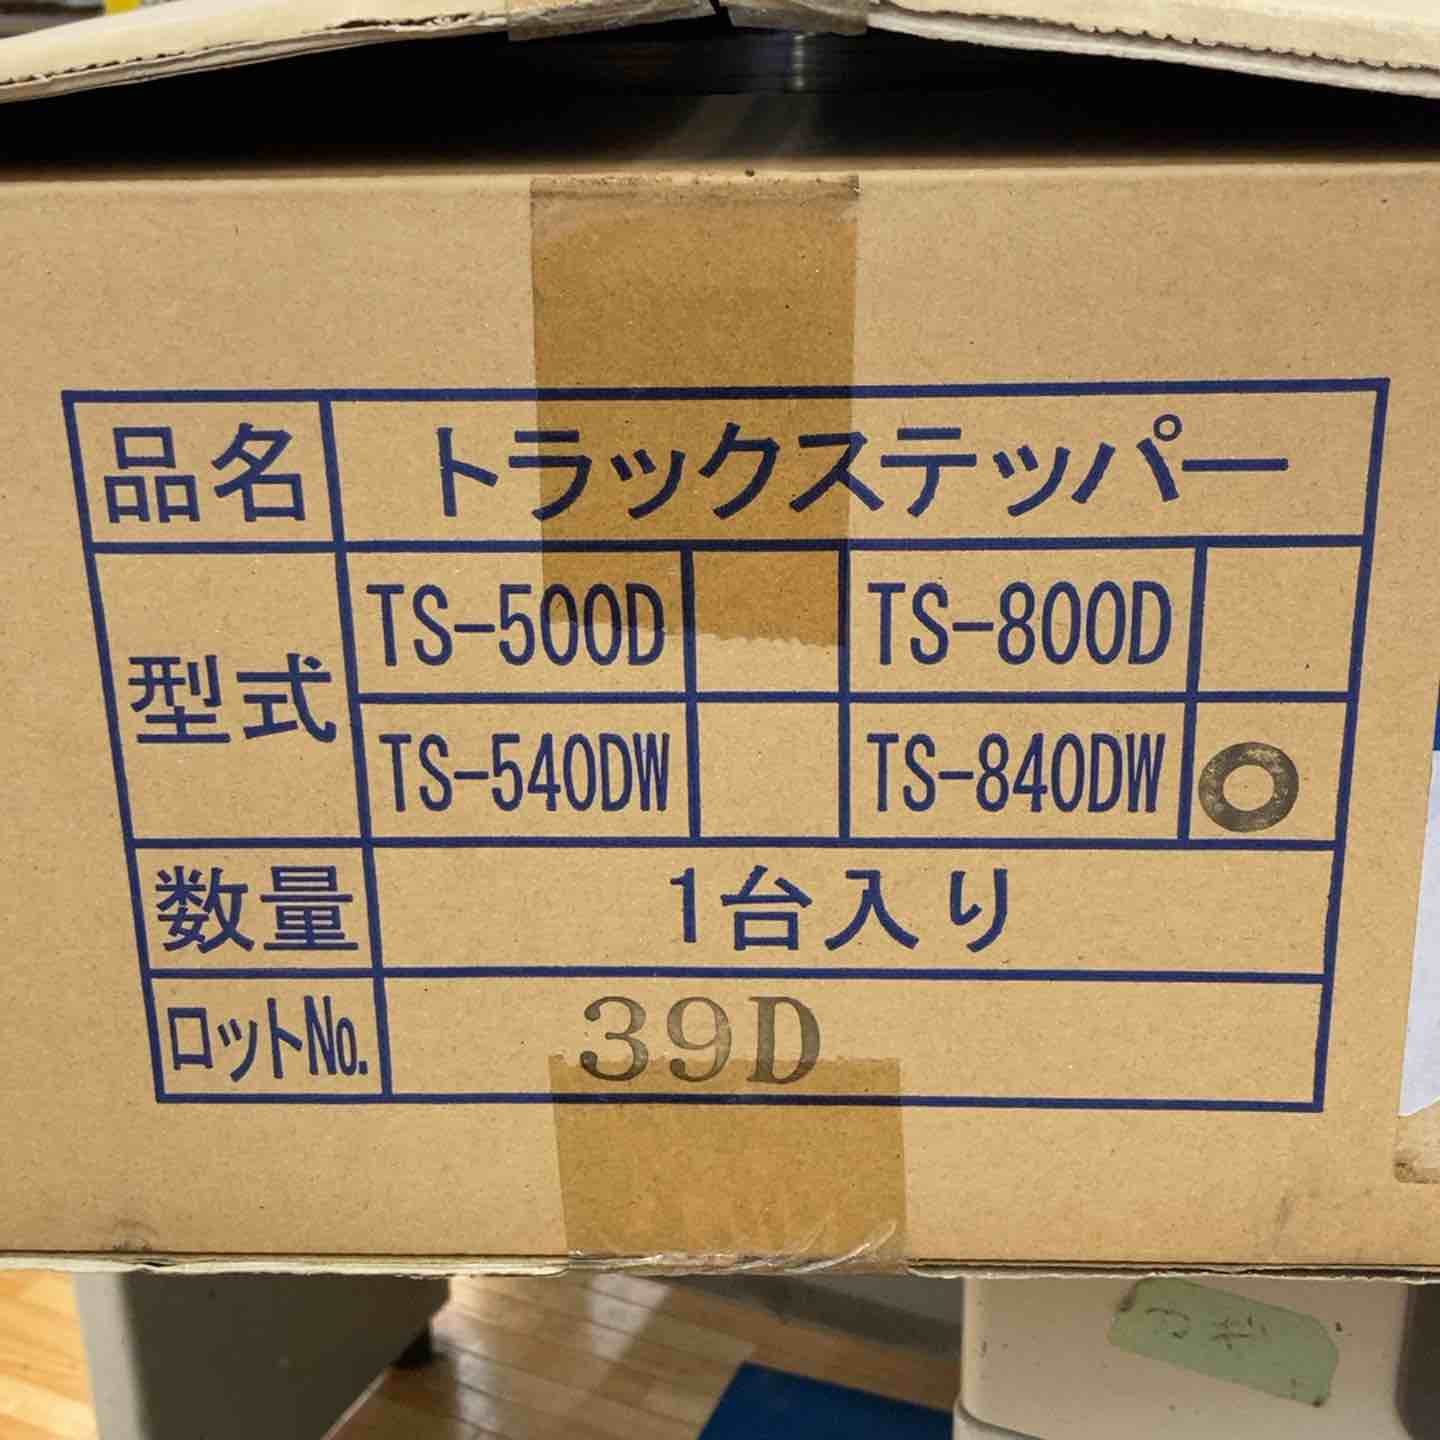 品名 トラックステッパー
型式 TS-500D TS-800D
TS-540DW TS-840DW ○
数量 1台入り
ロットNo. 39D